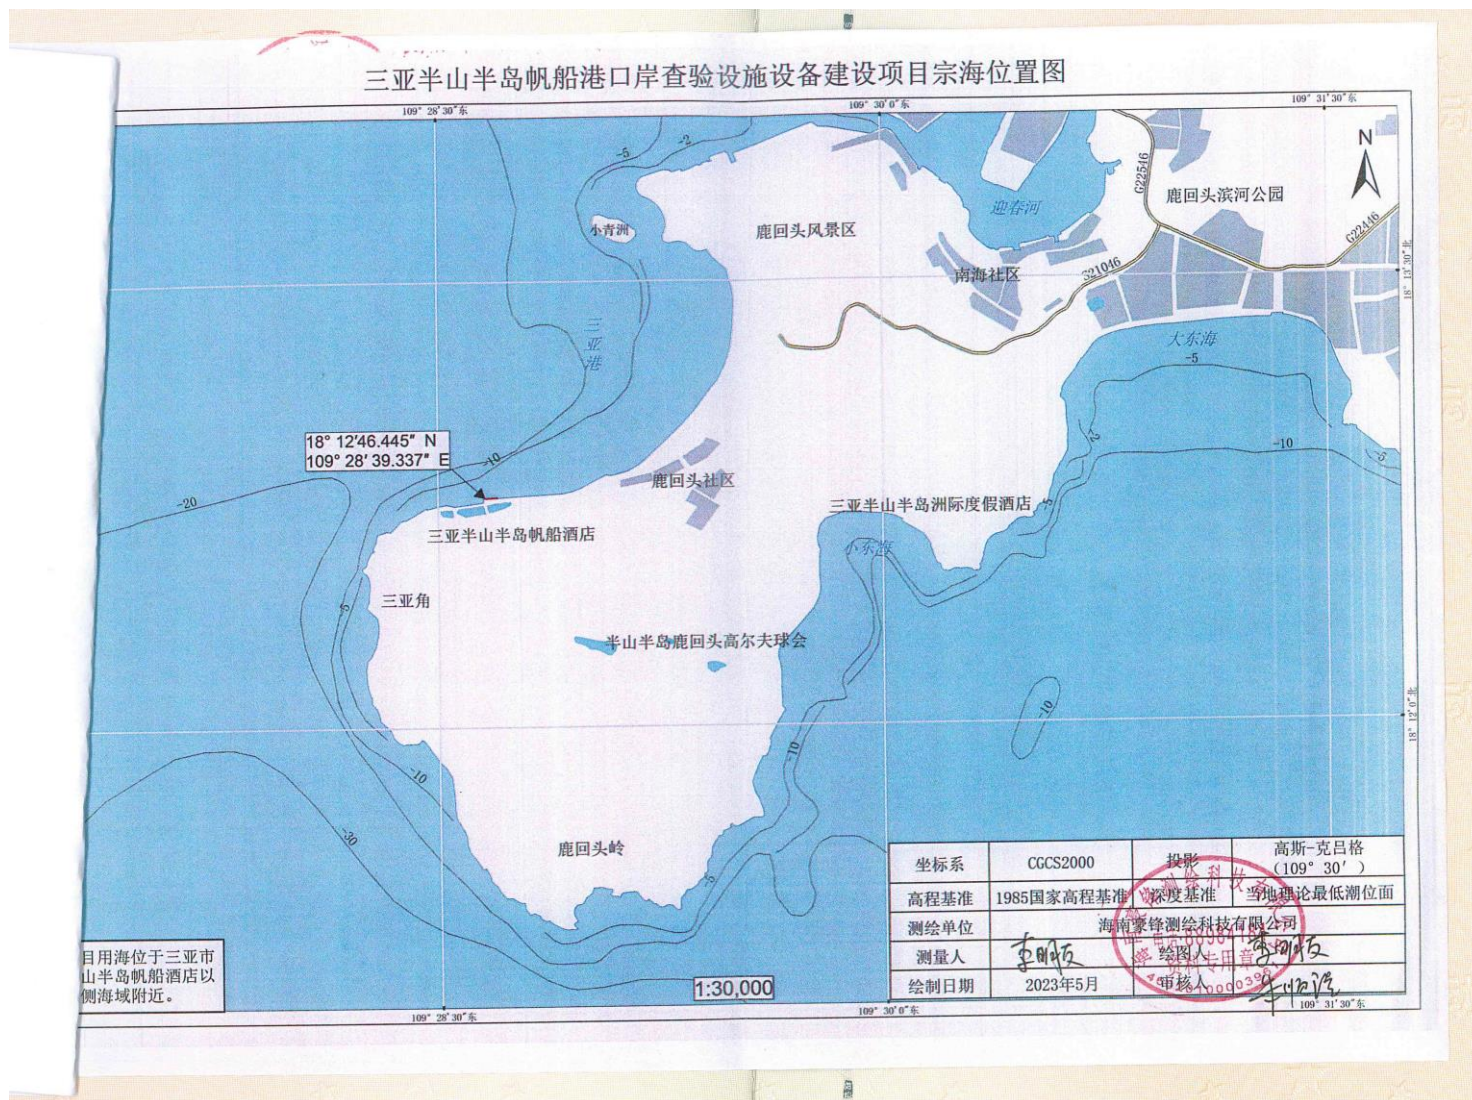 三亚半山半岛帆船港口岸查验设施设备建设项目宗海位置图
109° 28′30″东
109° 30′0″东
109° 31′30″东
N
-5
-2
G22546
鹿回头滨河公园
迎春河
小青洲
鹿回头风景区
G22446
18° 13′30″北
南海社区
S21046
三亚港
大东海
-5
18° 12′46.445″ N
109° 28′39.337″ E
-10
-2
-10
-5
-20
鹿回头社区
三亚半山半岛洲际度假酒店
-5
三亚半山半岛帆船酒店
小东海
三亚角
-5
半山半岛鹿回头高尔夫球会
-10
18° 12′0″北
-10
-10
-30
鹿回头岭
-5
坐标系 CGCS2000 投影 高斯-克吕格
（109° 30′）
高程基准 1985国家高程基准 深度基准 当地理论最低潮位面
测绘单位 海南豪锋测绘科技有限公司
测量人 绘图人
绘制日期 2023年5月 审核人
资料专用章
目用海位于三亚市
山半岛帆船酒店以
侧海域附近。
1:30,000
109° 28′30″东
109° 30′0″东
109° 31′30″东